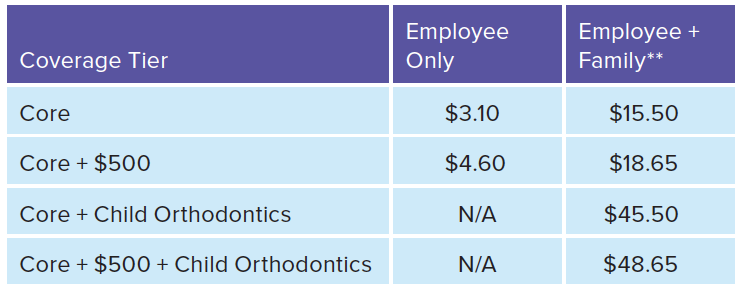 Coverage Tier
Employee
Only
Employee +
Family**
Core $3.10 $15.50
Core + $500 $4.60 $18.65
Core + Child Orthodontics N/A $45.50
Core + $500 + Child Orthodontics N/A $48.65